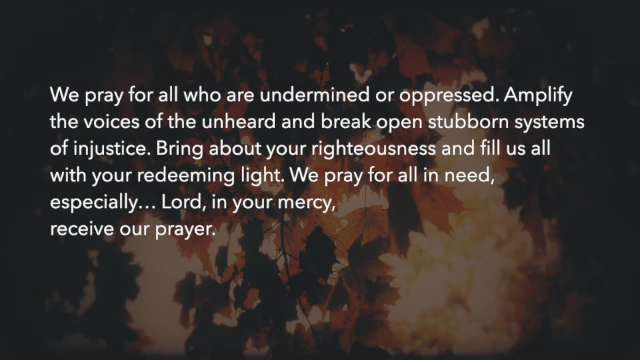 We pray for all who are undermined or oppressed. Amplify
the voices of the unheard and break open stubborn systems
of injustice. Bring about your righteousness and fill us all
with your redeeming light. We pray for all in need,
especially… Lord, in your mercy,
receive our prayer.